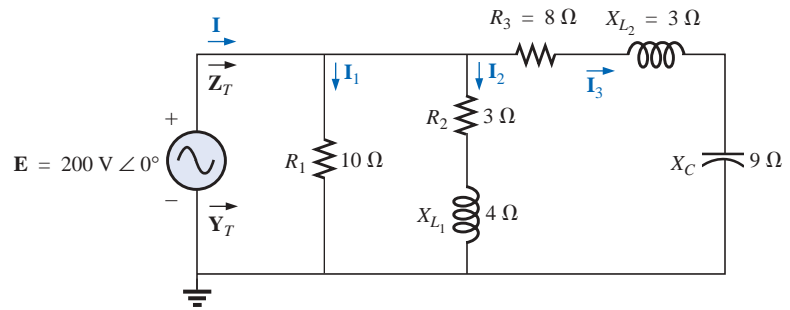 I
Z_T
I₁
I₂
R₃ = 8 Ω
X_L₂ = 3 Ω
I₃
+
E = 200 V ∠ 0°
−
Y_T
R₁ 10 Ω
R₂ 3 Ω
X_L₁ 4 Ω
X_C 9 Ω